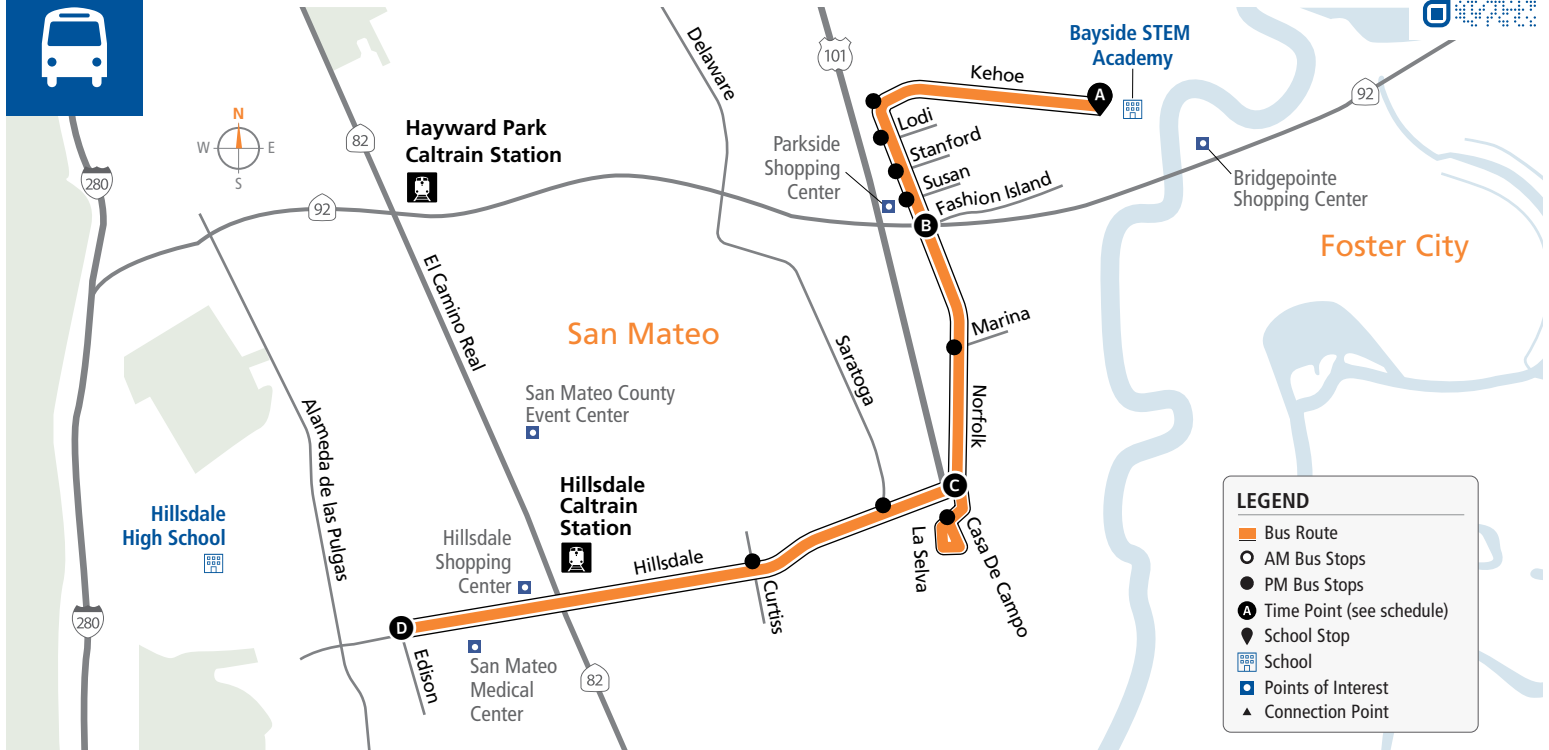 Bayside STEM
Academy
Kehoe
A
Delaware
101
92
Lodi
Stanford
Susan
Fashion Island
Parkside
Shopping
Center
Bridgepointe
Shopping Center
N
W
E
S
82
Hayward Park
Caltrain Station
280
92
B
Foster City
El Camino Real
San Mateo
Marina
Saratoga
Norfolk
San Mateo County
Event Center
Alameda de las Pulgas
Hillsdale
Caltrain
Station
C
Hillsdale
High School
Hillsdale
Shopping
Center
Hillsdale
Curtiss
La Selva
Casa De Campo
280
D
Edison
San Mateo
Medical
Center
82
LEGEND
Bus Route
AM Bus Stops
PM Bus Stops
A Time Point (see schedule)
School Stop
School
Points of Interest
Connection Point